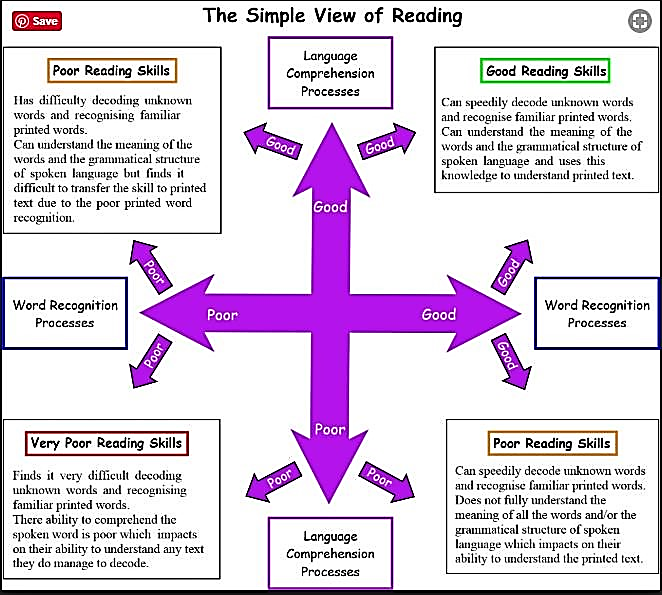 Save
The Simple View of Reading
Language
Comprehension
Processes
Poor Reading Skills
Has difficulty decoding unknown
words and recognising familiar
printed words.
Can understand the meaning of the
words and the grammatical structure
of spoken language but finds it
difficult to transfer the skill to printed
text due to the poor printed word
recognition.
Good Reading Skills
Can speedily decode unknown words
and recognise familiar printed words.
Can understand the meaning of the
words and the grammatical structure of
spoken language and uses this
knowledge to understand printed text.
Good
Good
Good
Poor
Good
Word Recognition
Processes
Poor
Good
Word Recognition
Processes
Poor
Good
Poor
Poor
Poor
Very Poor Reading Skills
Finds it very difficult decoding
unknown words and recognising
familiar printed words.
There ability to comprehend the
spoken word is poor which impacts
on their ability to understand any text
they do manage to decode.
Language
Comprehension
Processes
Poor Reading Skills
Can speedily decode unknown words
and recognise familiar printed words.
Does not fully understand the
meaning of all the words and/or the
grammatical structure of spoken
language which impacts on their
ability to understand the printed text.